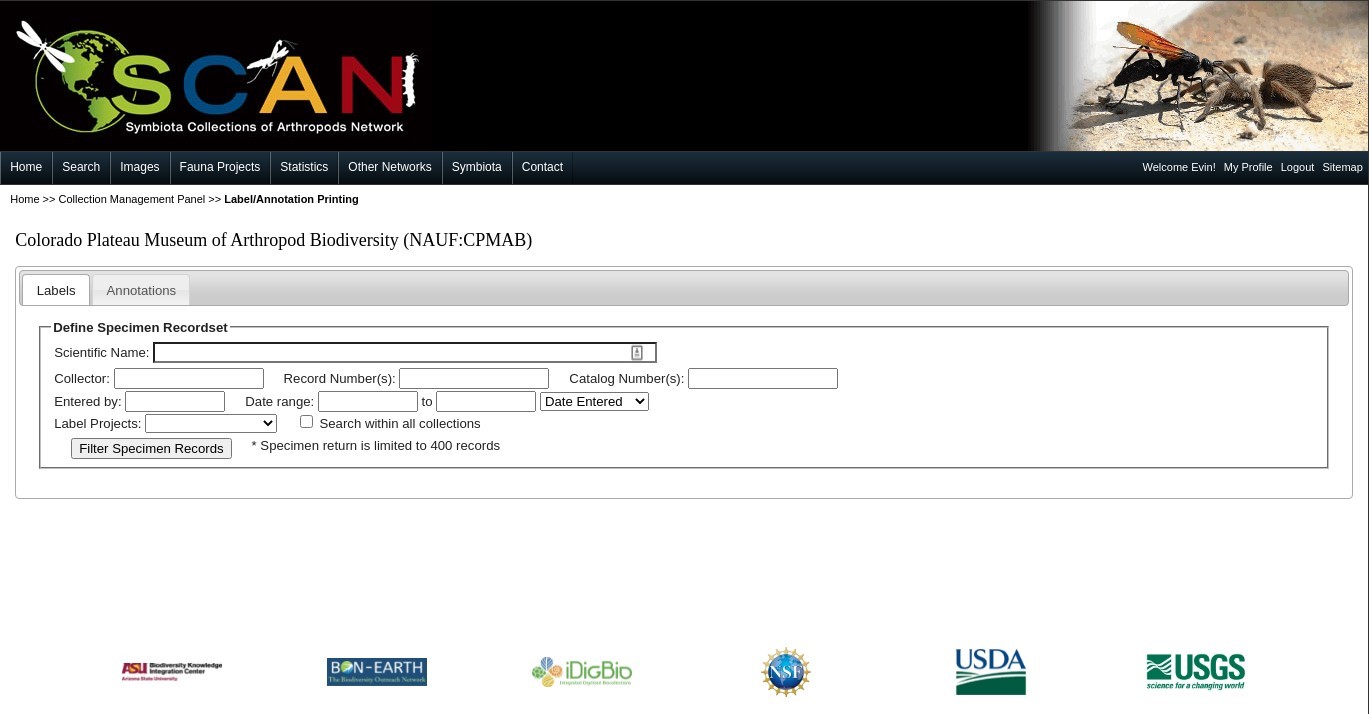 SCAN
Symbiota Collections of Arthropods Network
Home Search Images Fauna Projects Statistics Other Networks Symbiota Contact Welcome Evin! My Profile Logout Sitemap
Home >> Collection Management Panel >> Label/Annotation Printing
Colorado Plateau Museum of Arthropod Biodiversity (NAUF:CPMAB)
Labels Annotations
Define Specimen Recordset
Scientific Name:
Collector: Record Number(s): Catalog Number(s):
Entered by: Date range: to Date Entered
Label Projects: Search within all collections
Filter Specimen Records * Specimen return is limited to 400 records
ASU Biodiversity Knowledge Integration Center
Arizona State University
BON-EARTH
The Biodiversity Outreach Network
iDigBio
Integrated Digitized Biocollections
NSF
USDA
USGS
science for a changing world